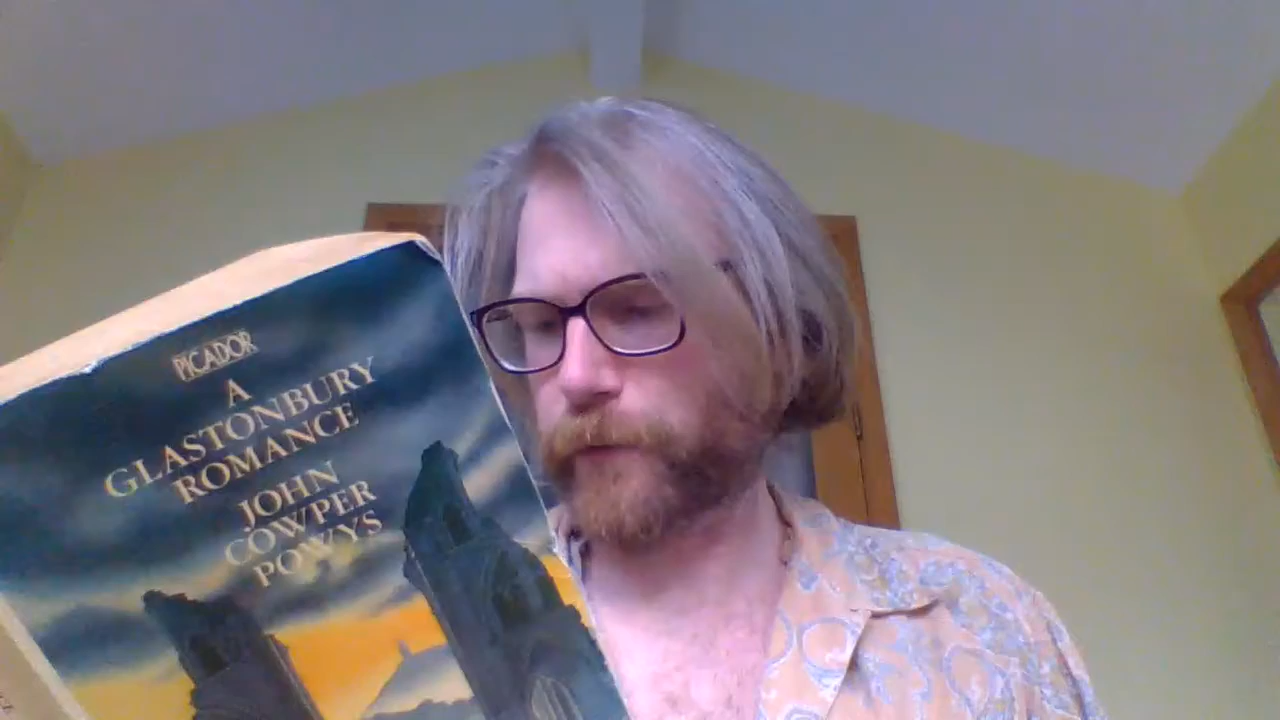 PICADOR
A
GLASTONBURY
ROMANCE
JOHN
COWPER
POWYS